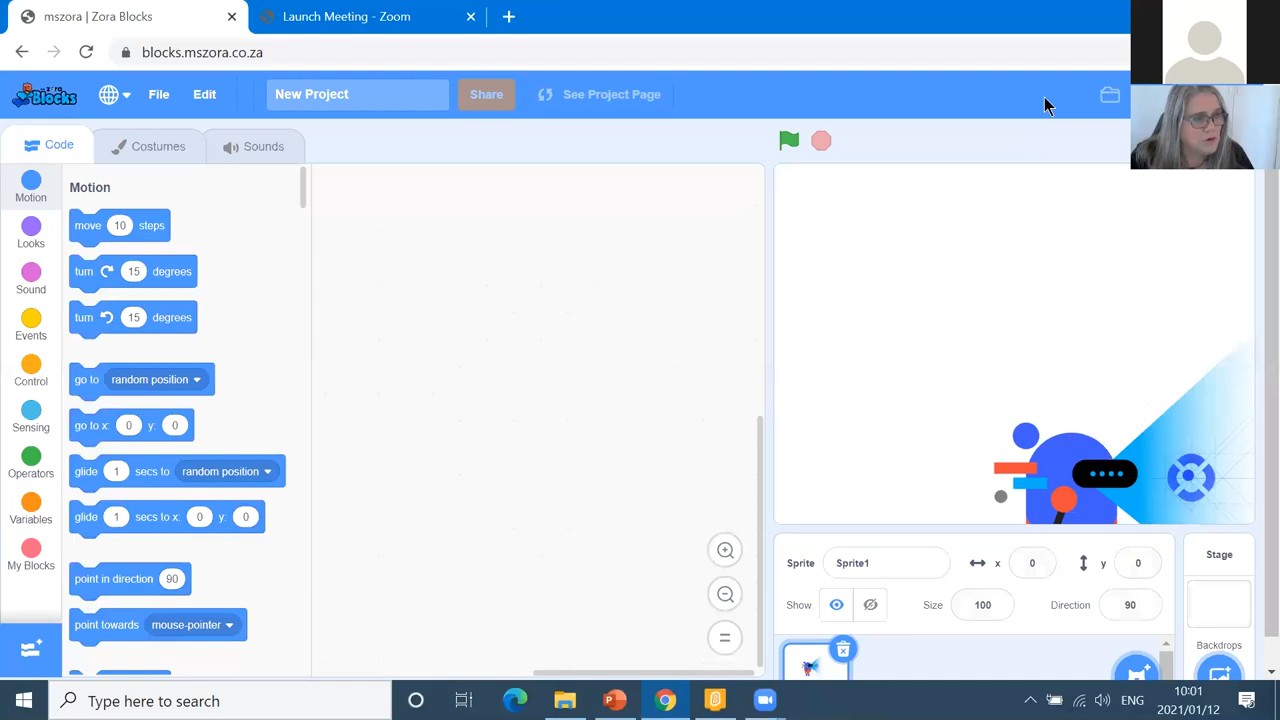 mszora | Zora Blocks
Launch Meeting - Zoom
blocks.mszora.co.za
Blocks
File
Edit
New Project
Share
See Project Page
Code
Costumes
Sounds
Motion
Looks
Sound
Events
Control
Sensing
Operators
Variables
My Blocks
Motion
move 10 steps
turn 15 degrees
turn 15 degrees
go to random position
go to x: 0 y: 0
glide 1 secs to random position
glide 1 secs to x: 0 y: 0
point in direction 90
point towards mouse-pointer
Sprite Sprite1 x 0 y 0
Show Size 100 Direction 90
Stage
Backdrops
Type here to search
ENG
10:01
2021/01/12